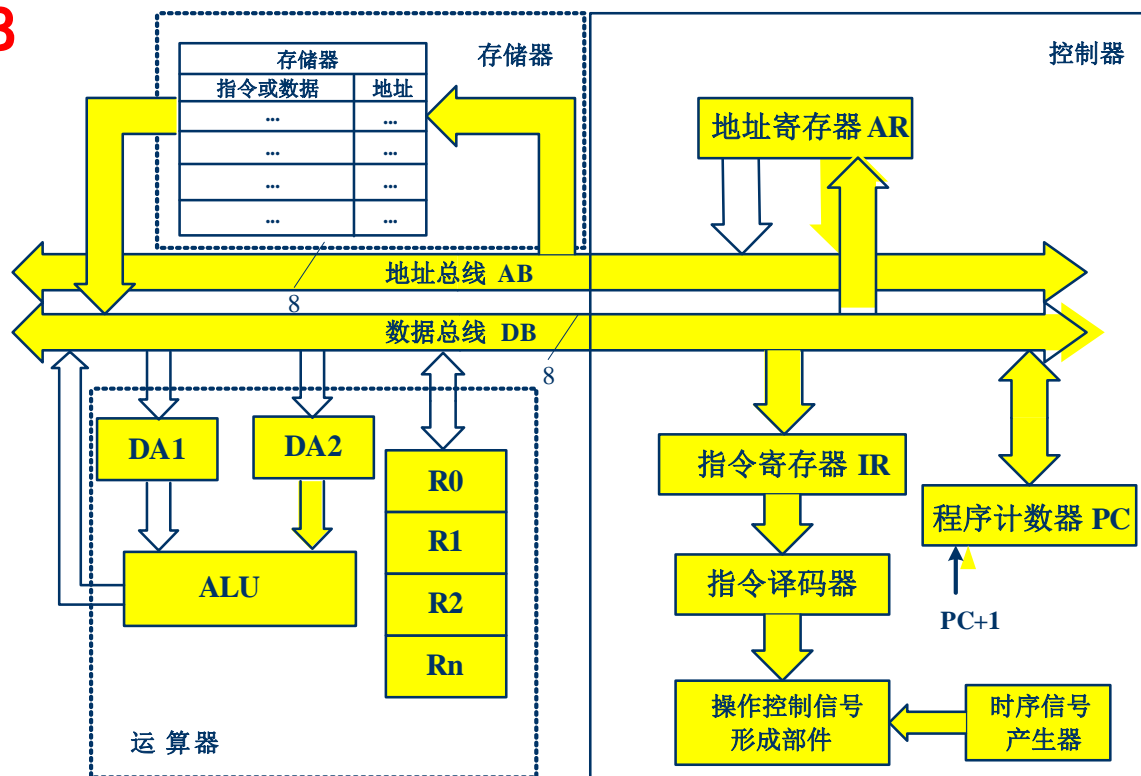 3
存储器
指令或数据 地址
... ...
... ...
... ...
... ...
存储器
控制器
地址寄存器 AR
地址总线 AB
8
数据总线 DB
8
DA1
DA2
R0
R1
R2
Rn
ALU
运 算 器
指令寄存器 IR
程序计数器 PC
PC+1
指令译码器
操作控制信号
形成部件
时序信号
产生器